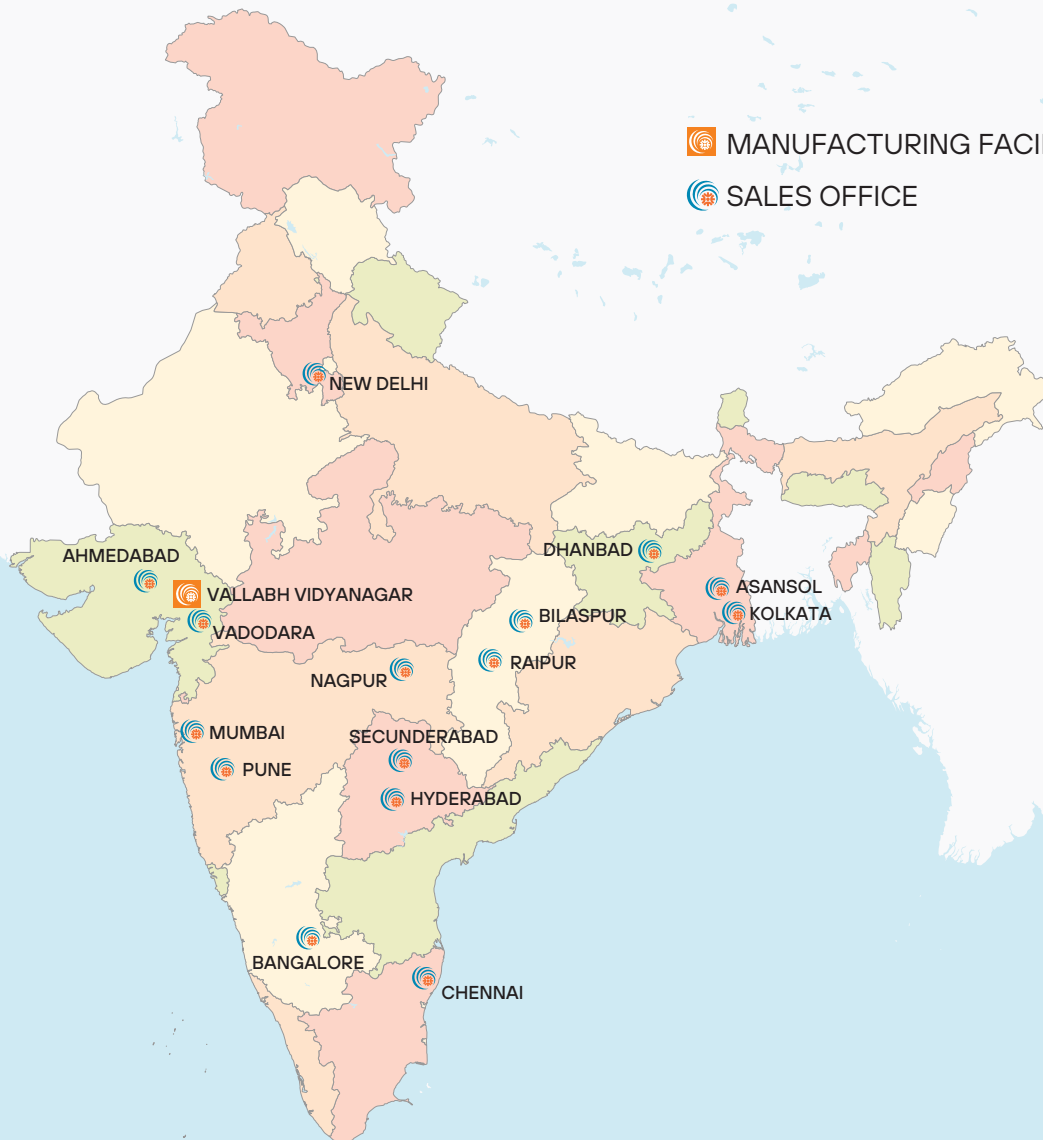 MANUFACTURING
SALES OFFICE
NEW DELHI
AHMEDABAD
DHANBAD
VALLABH VIDYANAGAR
ASANSOL
KOLKATA
BILASPUR
VADODARA
RAIPUR
NAGPUR
MUMBAI
SECUNDERABAD
PUNE
HYDERABAD
BANGALORE
CHENNAI